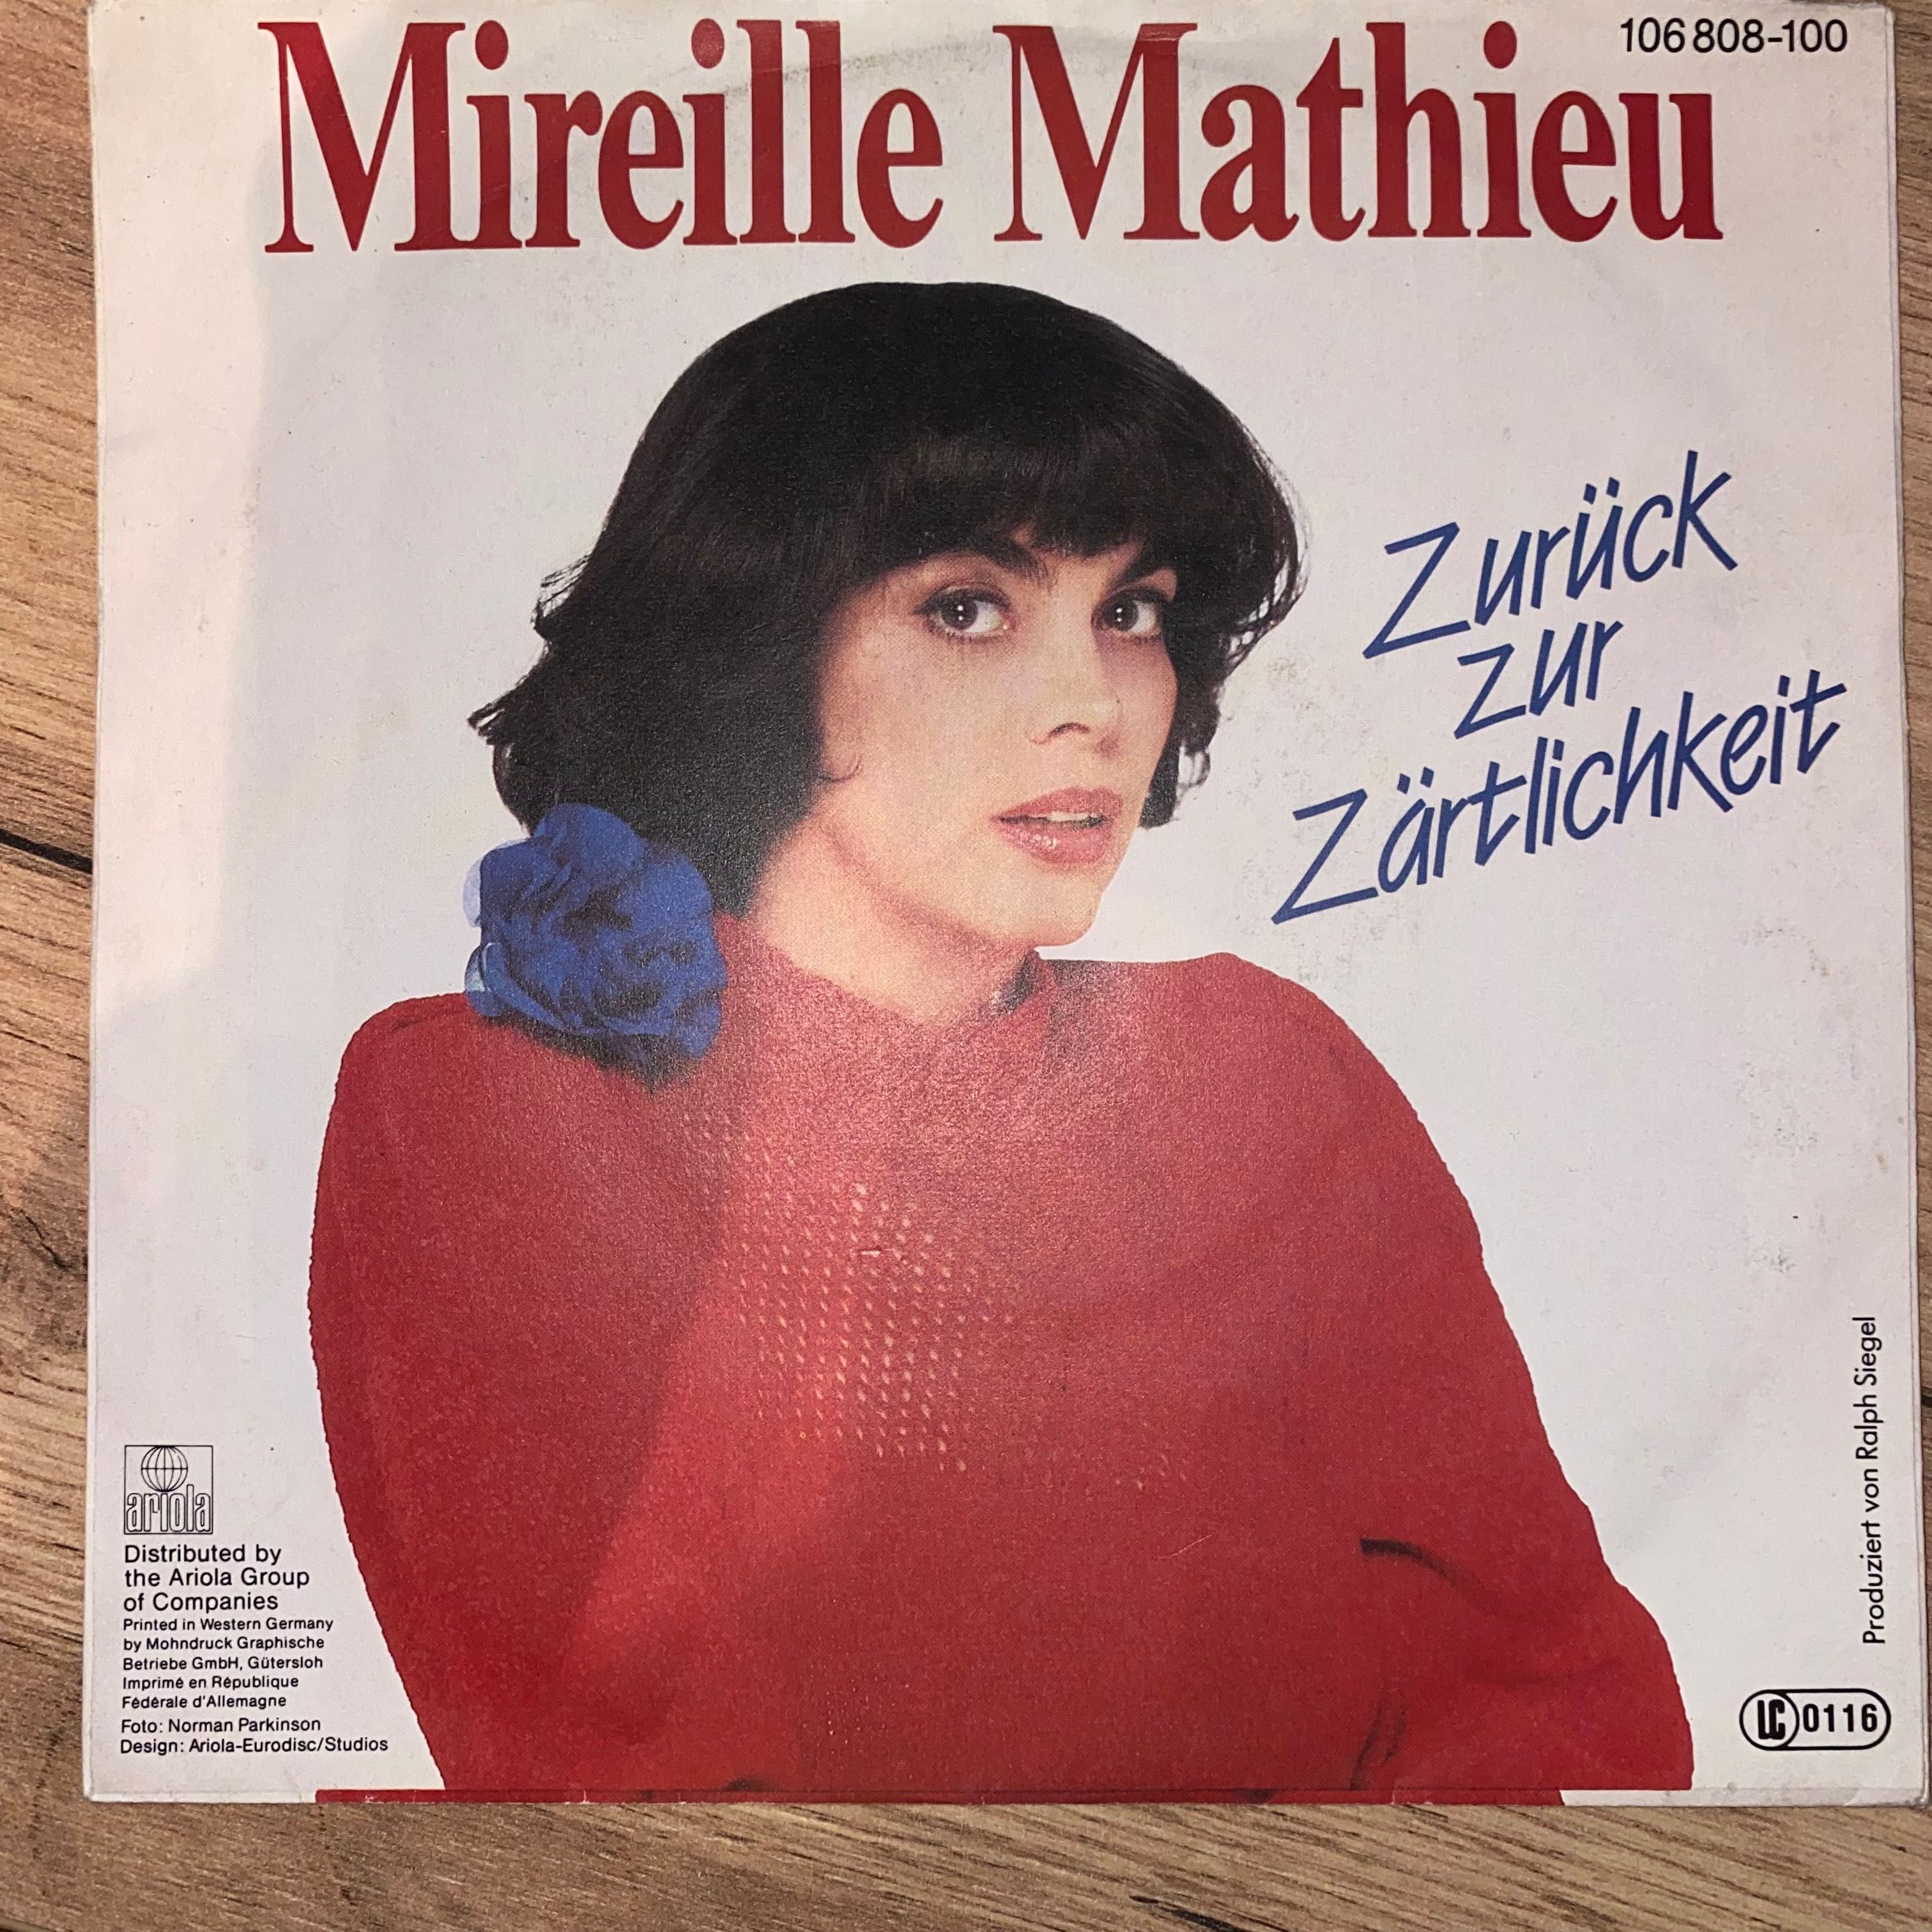 Mireille Mathieu
106 808-100
Zurück
zur
Zärtlichkeit
Produziert von Ralph Siegel
ariola
Distributed by
the Ariola Group
of Companies
Printed in Western Germany
by Mohndruck Graphische
Betriebe GmbH, Gütersloh
Imprimé en République
Fédérale d'Allemagne
Foto: Norman Parkinson
Design: Ariola-Eurodisc/Studios
LC 0116